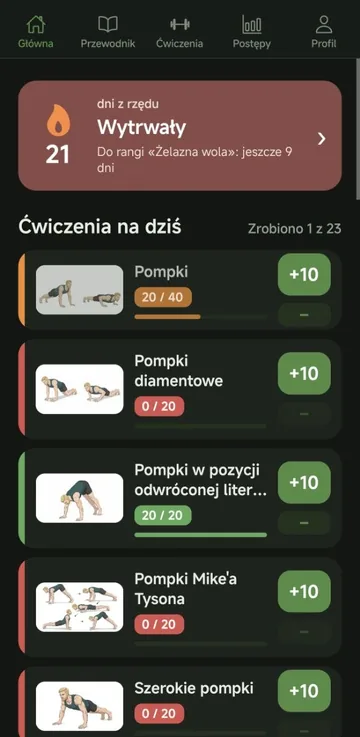 Główna
Przewodnik
Ćwiczenia
Postępy
Profil
dni z rzędu
Wytrwały
21
Do rangi «Żelazna wola»: jeszcze 9
dni
Ćwiczenia na dziś
Zrobiono 1 z 23
Pompki
20 / 40
+10
–
Pompki
diamentowe
0 / 20
+10
–
Pompki w pozycji
odwróconej liter...
20 / 20
+10
–
Pompki Mike'a
Tysona
0 / 20
+10
–
Szerokie pompki
0 / 20
+10
–